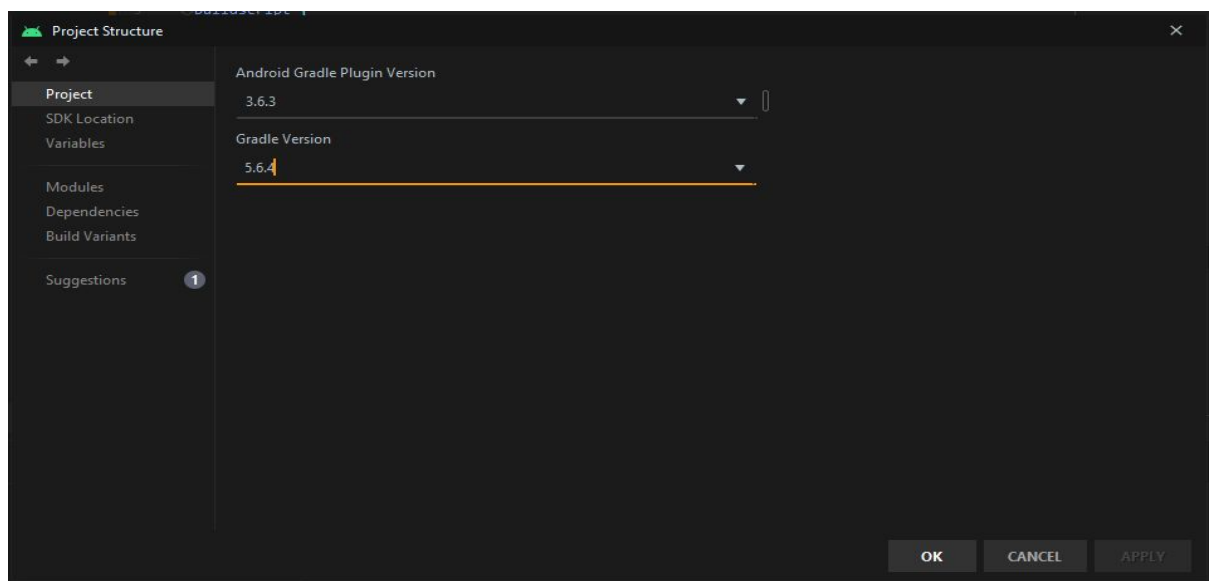 Project Structure
Project
SDK Location
Variables
Modules
Dependencies
Build Variants
Suggestions 1
Android Gradle Plugin Version
3.6.3
Gradle Version
5.6.4
OK CANCEL APPLY